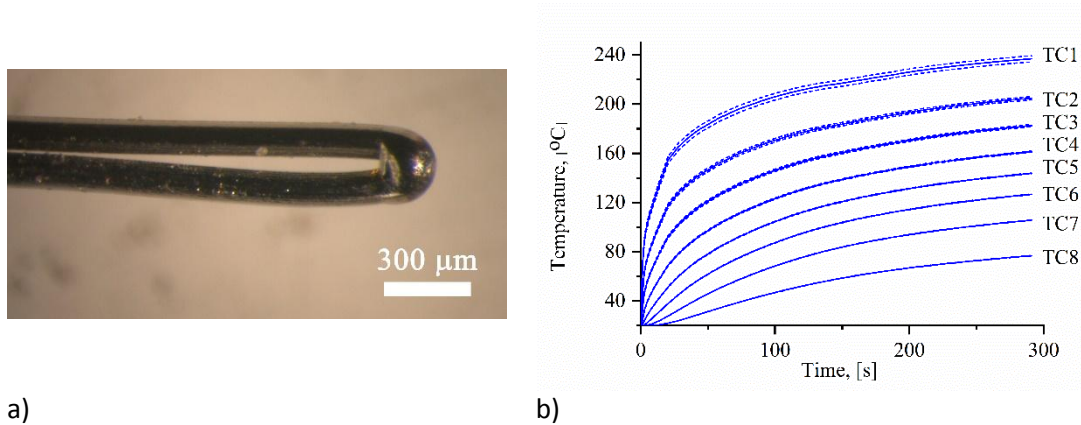 300 µm
a)
240
200
160
120
80
40
0
100
200
300
Temperature, [°C]
Time, [s]
TC1
TC2
TC3
TC4
TC5
TC6
TC7
TC8
b)